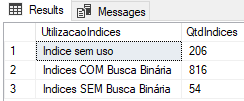 Results Messages
UtilizacaoIndices QtdIndices
1 Indice sem uso 206
2 Indices COM Busca Binária 816
3 Indices SEM Busca Binária 54